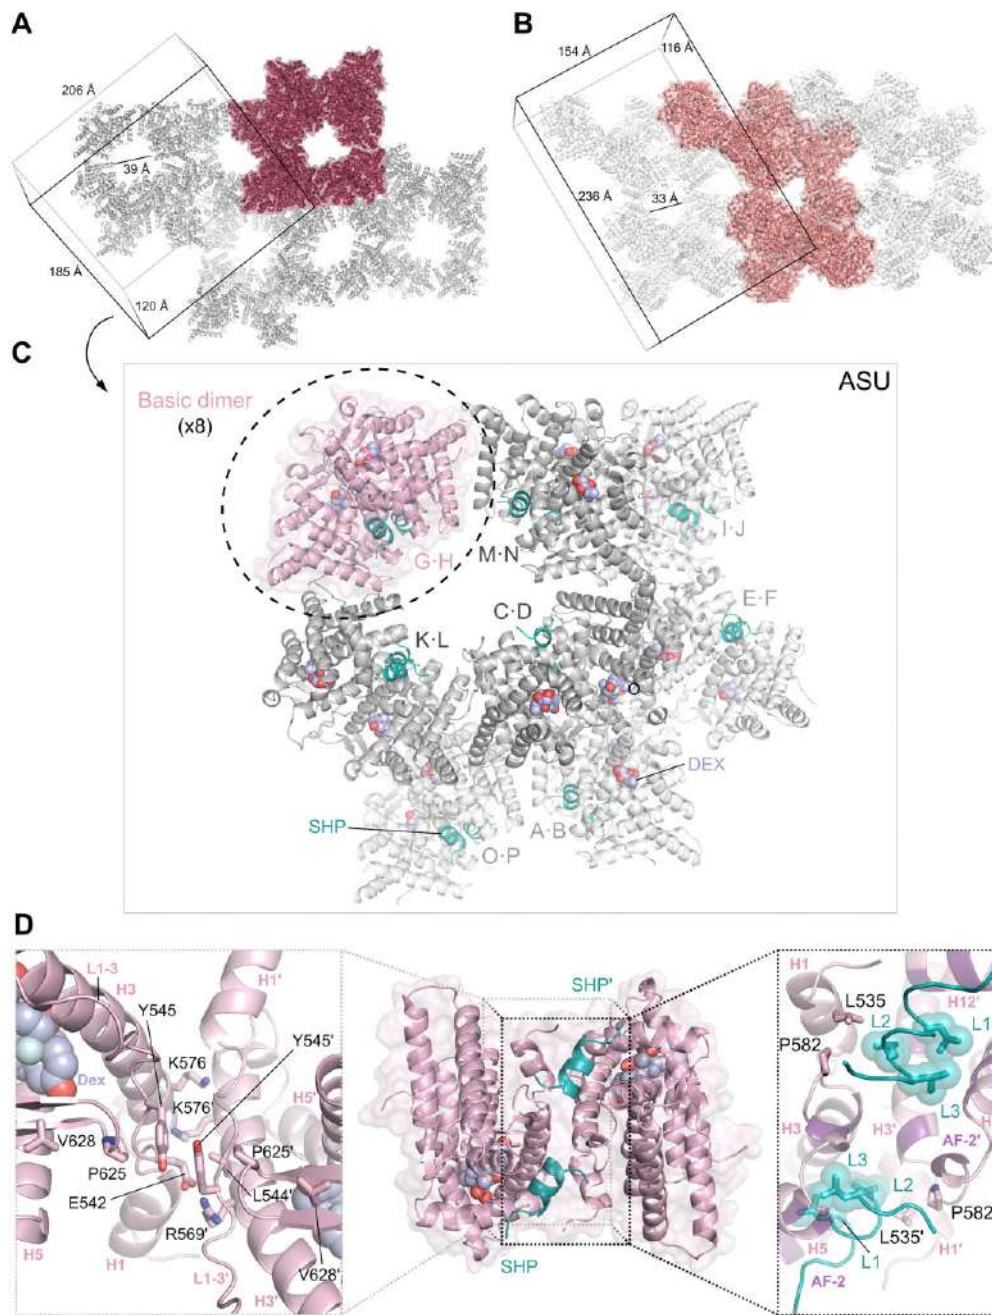 A
206 Å
39 Å
185 Å
120 Å
B
154 Å
116 Å
236 Å
33 Å
C
ASU
Basic dimer
(x8)
G·H
M·N
I·J
C·D
E·F
K·L
DEX
SHP
A·B
O·P
D
L1-3
H3
H1'
Y545
Y545'
K576
Dex
K576'
H5'
V628
P625
P625'
E542
L544'
R569'
H5
H1
L1-3'
V628'
H3'
SHP'
SHP
H1
L535
H12'
L2
L1
P582
L3
H3
H3'
AF-2'
L3
L2
P582'
L535'
H5
H1'
L1
AF-2